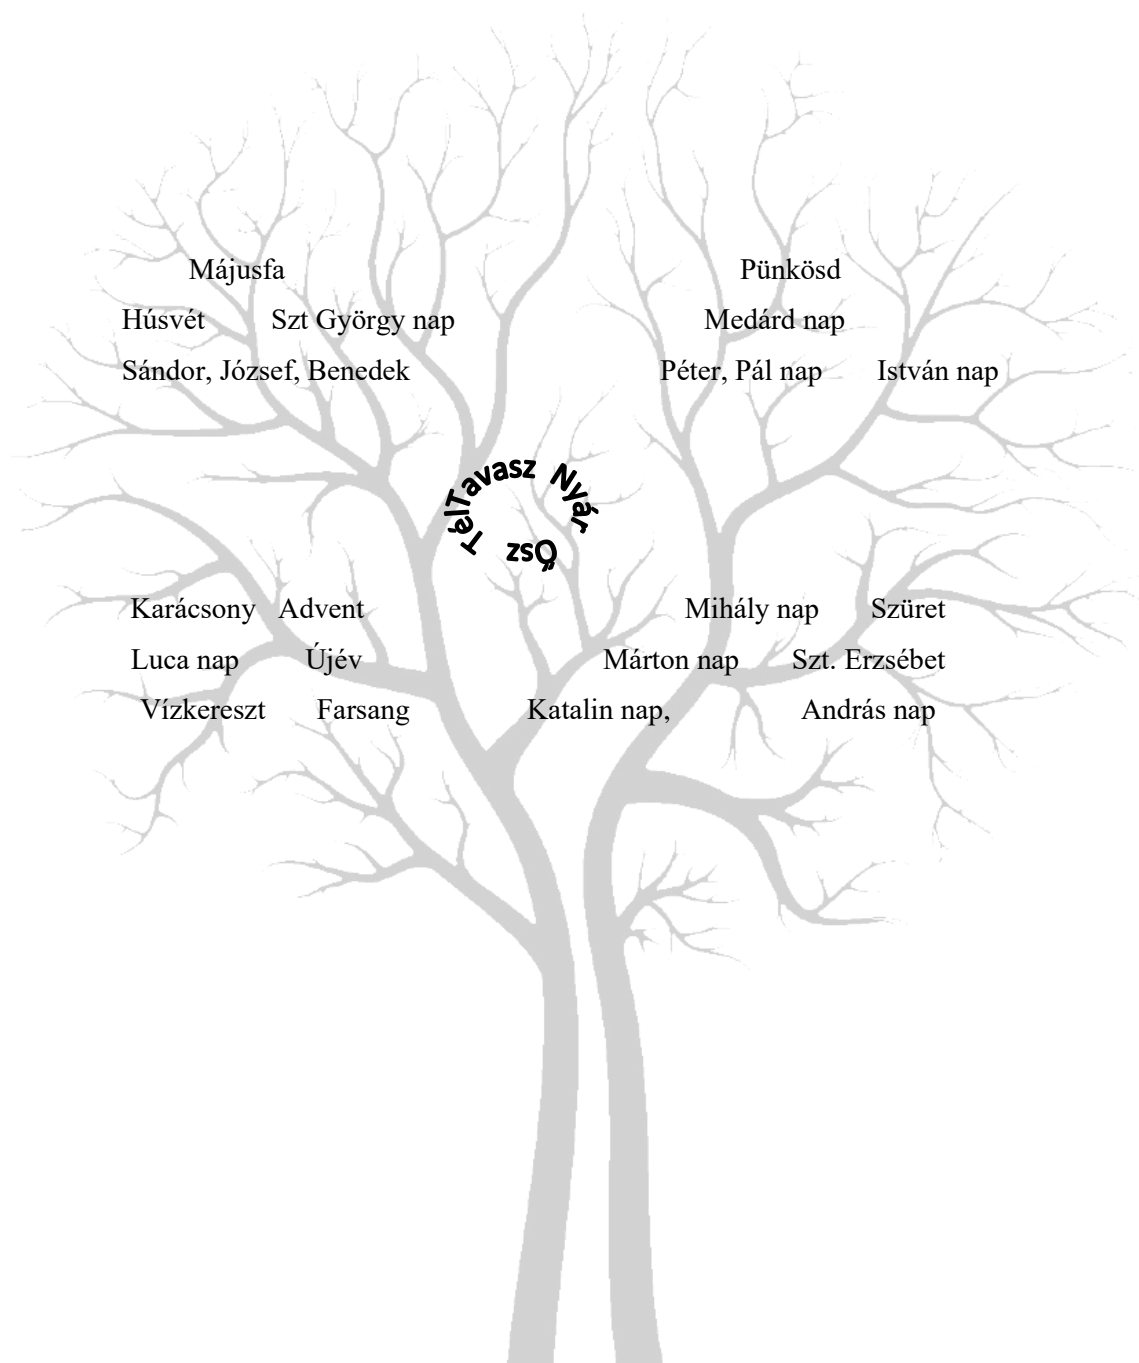 Májusfa
Pünkösd
Húsvét Szt György nap
Medárd nap
Sándor, József, Benedek
Péter, Pál nap István nap
Tavasz Nyár Ősz Tél
Karácsony Advent
Mihály nap Szüret
Luca nap Újév
Márton nap Szt. Erzsébet
Vízkereszt Farsang
Katalin nap, András nap